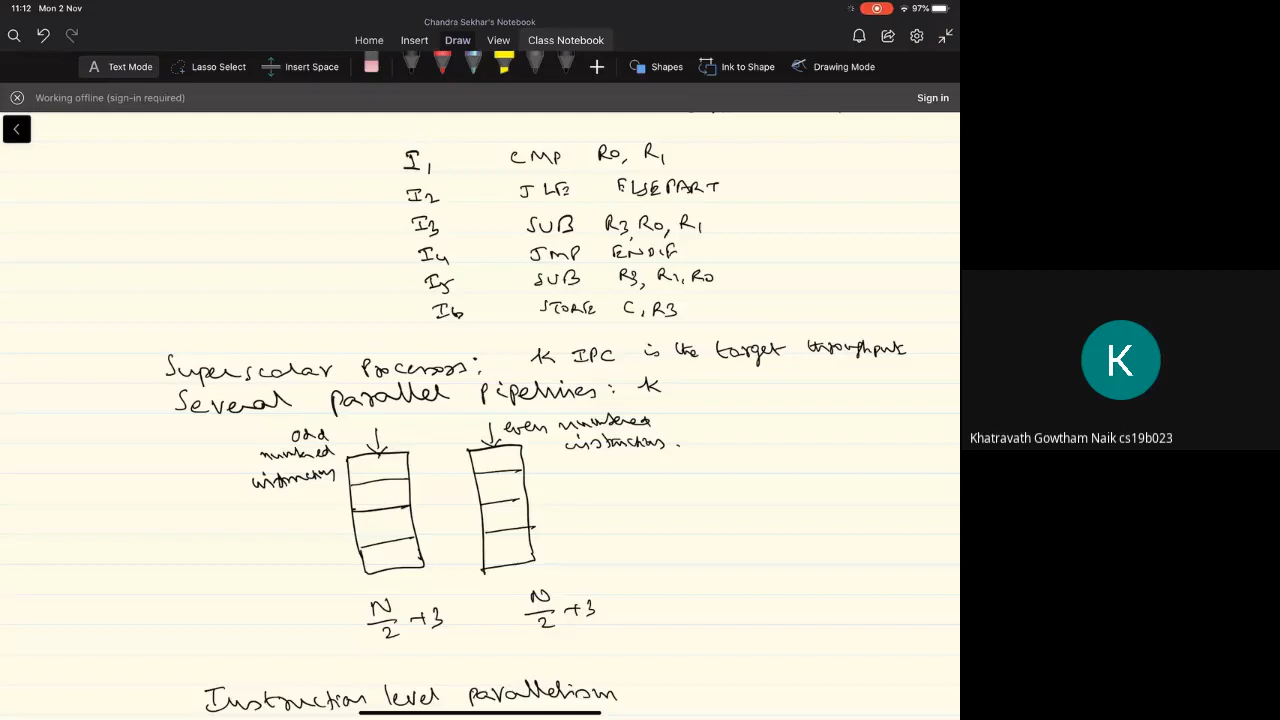 11:12 Mon 2 Nov
97%
Chandra Sekhar's Notebook
Home Insert Draw View Class Notebook
Text Mode Lasso Select Insert Space Shapes Ink to Shape Drawing Mode
Working offline (sign-in required) Sign in
I1 CMP R0, R1
I2 JLE ELSEPART
I3 SUB R3, R0, R1
I4 JMP ENDIF
I5 SUB R3, R1, R0
I6 STORE C, R3
Superscalar Processors: K IPC is the target throughput
Several parallel pipelines: K
odd
numbered
instructions
even numbered
instructions.
N/2 +3 N/2 +3
Instruction level parallelism
K
Khatravath Gowtham Naik cs19b023